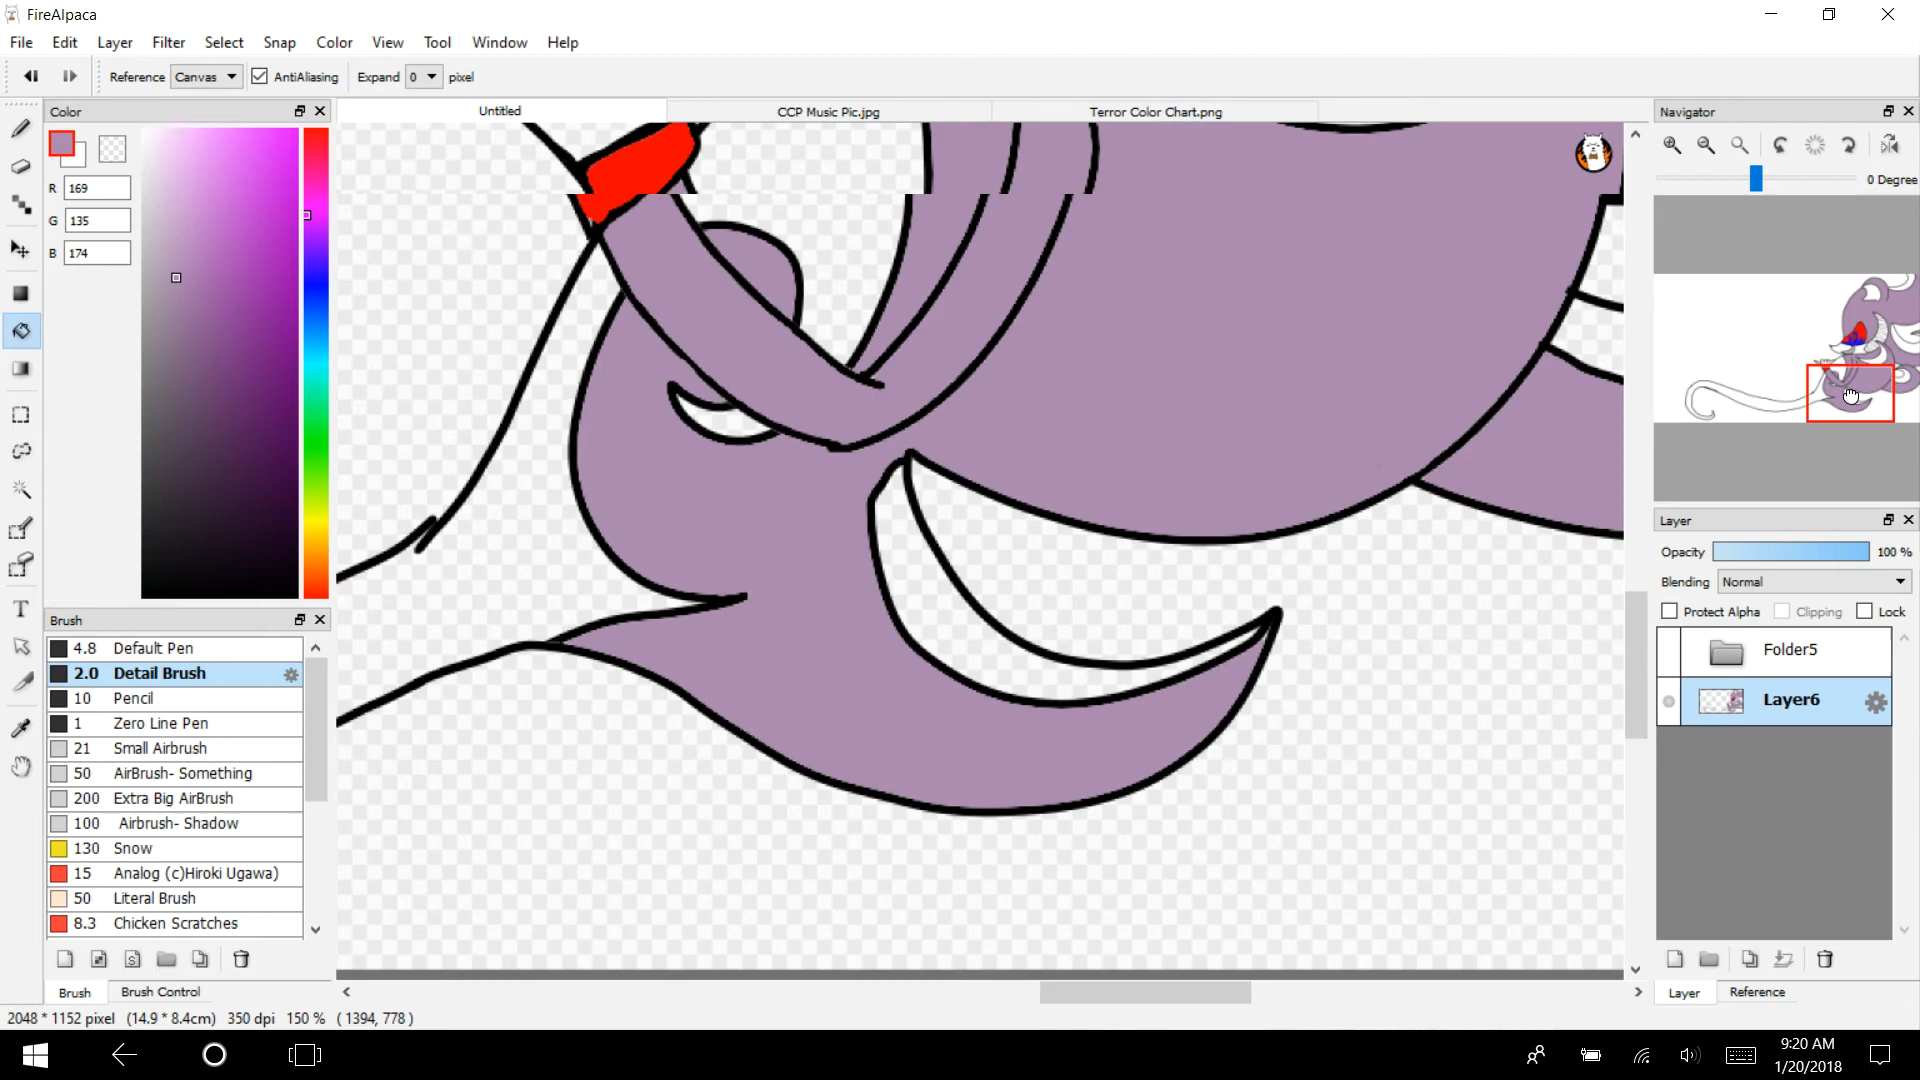 FireAlpaca
File Edit Layer Filter Select Snap Color View Tool Window Help
Reference Canvas AntiAliasing Expand 0 pixel
Color
Untitled CCP Music Pic.jpg Terror Color Chart.png
Navigator
R 169
G 135
B 174
0 Degree
Layer
Opacity 100 %
Blending Normal
Protect Alpha Clipping Lock
Folder5
Layer6
Brush
4.8 Default Pen
2.0 Detail Brush
10 Pencil
1 Zero Line Pen
21 Small Airbrush
50 AirBrush- Something
200 Extra Big AirBrush
100 Airbrush- Shadow
130 Snow
15 Analog (c)Hiroki Ugawa)
50 Literal Brush
8.3 Chicken Scratches
S
Brush Brush Control
Layer Reference
2048 * 1152 pixel (14.9 * 8.4cm) 350 dpi 150 % ( 1394, 778 )
T
9:20 AM
1/20/2018